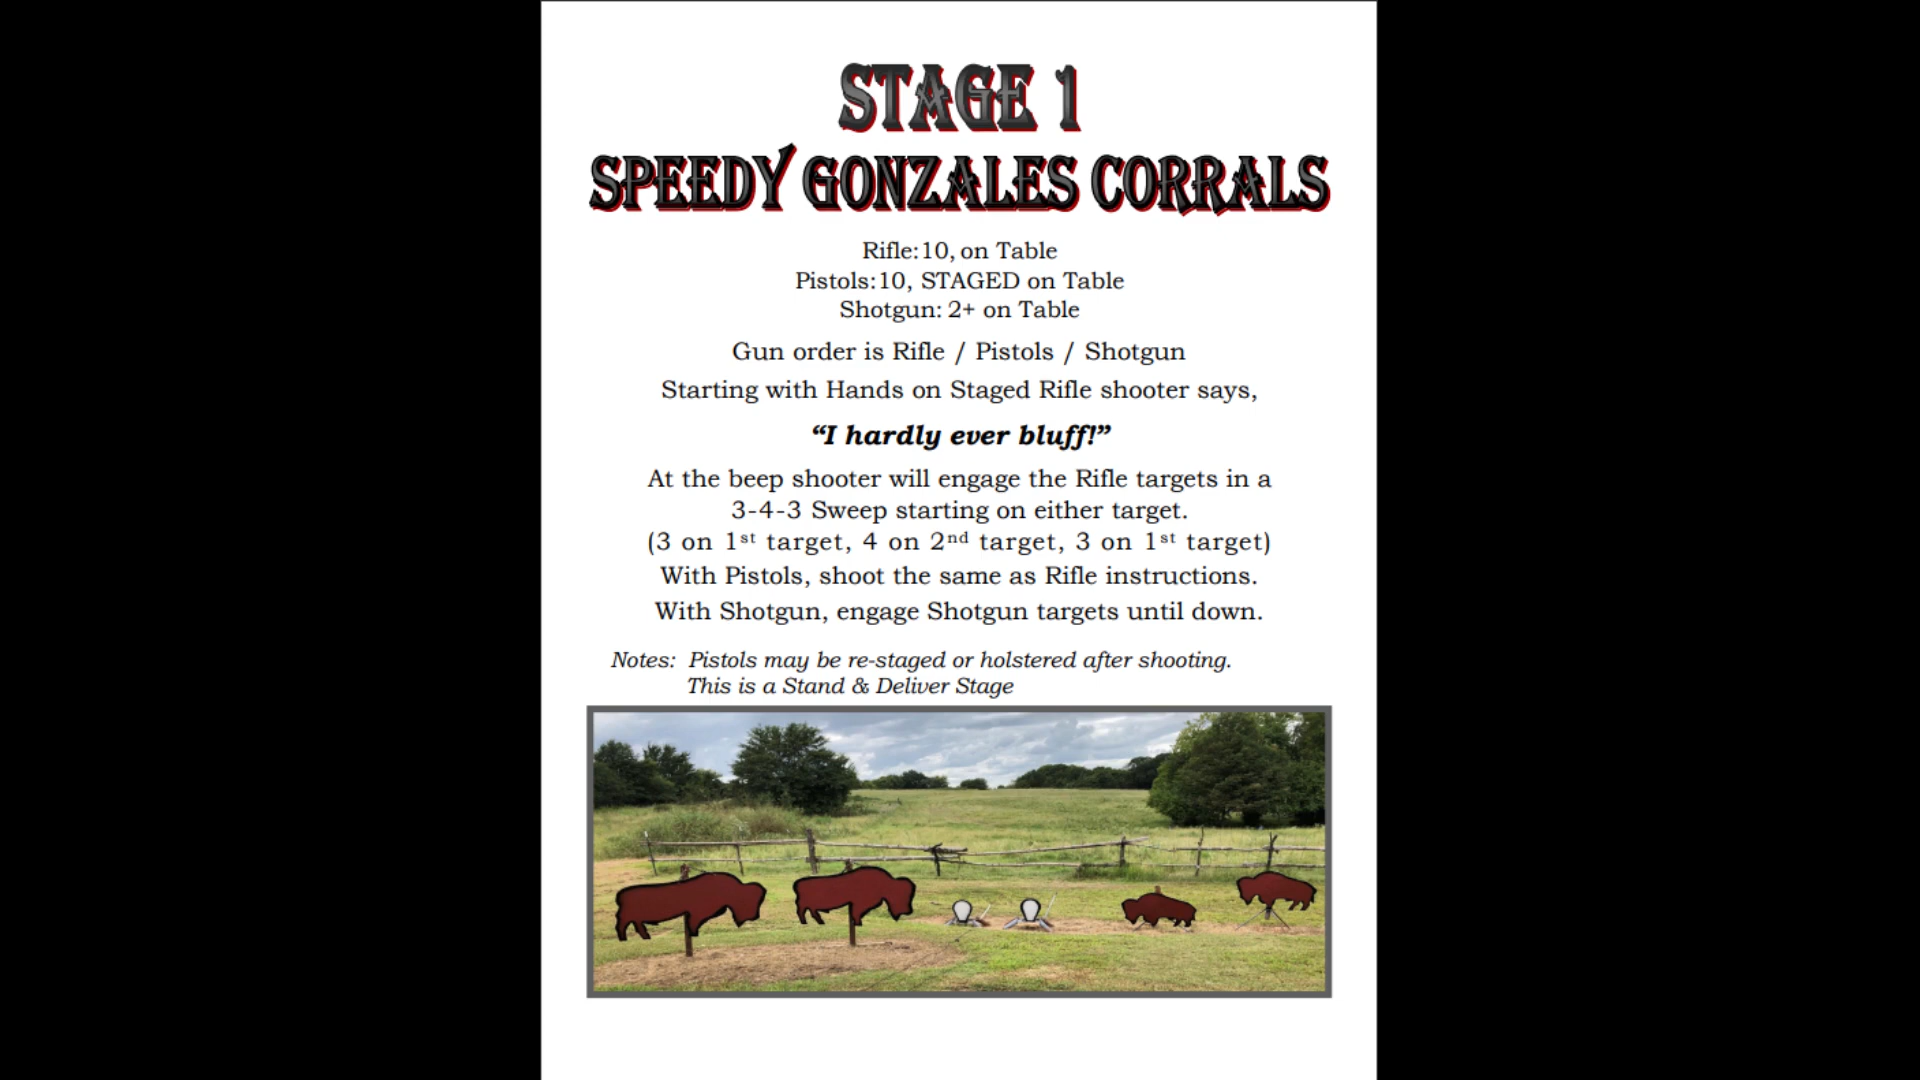 STAGE 1
SPEEDY GONZALES CORRALS
Rifle:10, on Table
Pistols:10, STAGED on Table
Shotgun: 2+ on Table
Gun order is Rifle / Pistols / Shotgun
Starting with Hands on Staged Rifle shooter says,
“I hardly ever bluff!”
At the beep shooter will engage the Rifle targets in a
3-4-3 Sweep starting on either target.
(3 on 1st target, 4 on 2nd target, 3 on 1st target)
With Pistols, shoot the same as Rifle instructions.
With Shotgun, engage Shotgun targets until down.
Notes: Pistols may be re-staged or holstered after shooting.
This is a Stand & Deliver Stage